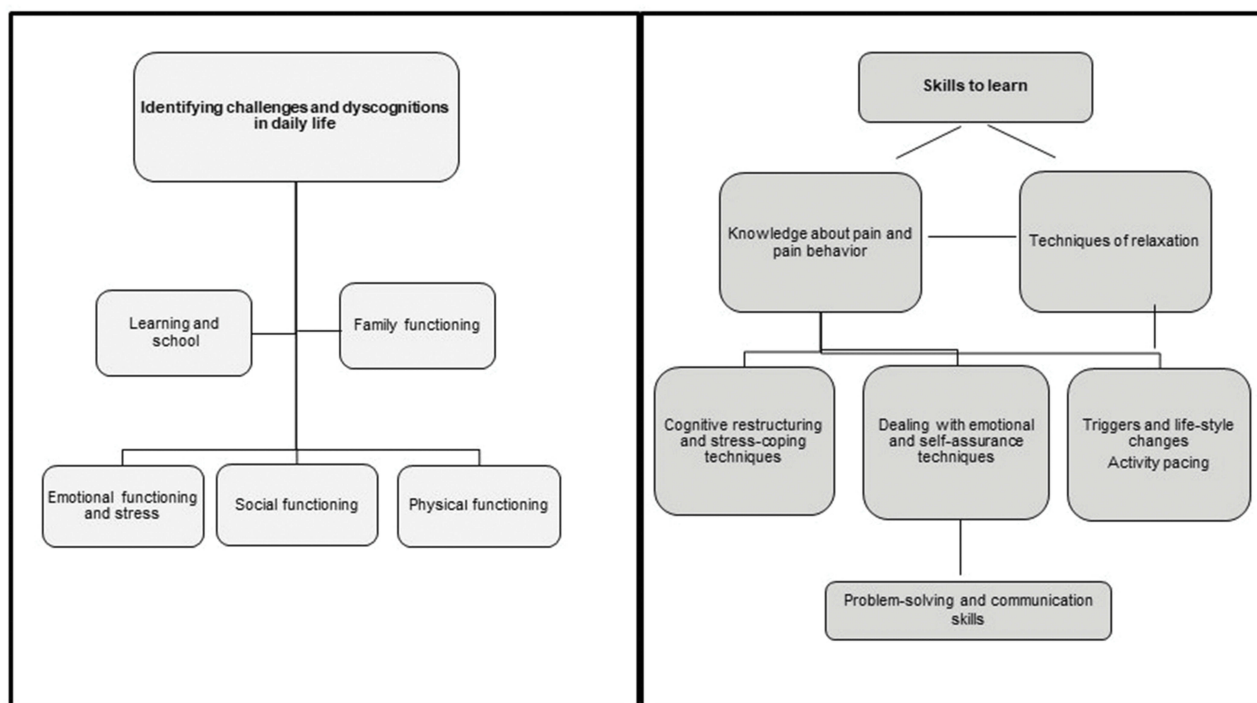 Identifying challenges and dyscognitions
in daily life
Learning and
school
Family functioning
Emotional functioning
and stress
Social functioning
Physical functioning
Skills to learn
Knowledge about pain and
pain behavior
Techniques of relaxation
Cognitive restructuring
and stress-coping
techniques
Dealing with emotional
and self-assurance
techniques
Triggers and life-style
changes
Activity pacing
Problem-solving and communication
skills